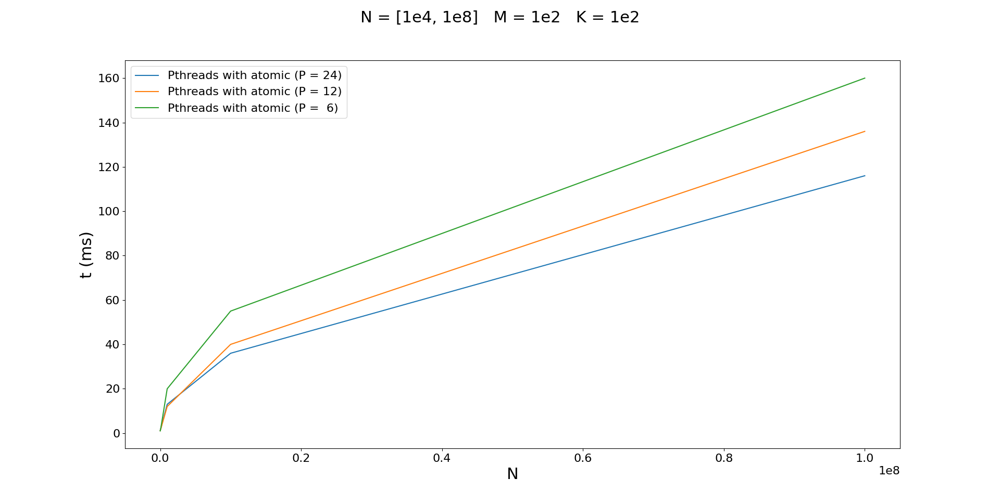 N = [1e4, 1e8]   M = 1e2   K = 1e2
Pthreads with atomic (P = 24)
Pthreads with atomic (P = 12)
Pthreads with atomic (P =  6)
160
140
120
100
80
60
40
20
0
t (ms)
0.0 0.2 0.4 0.6 0.8 1.0
1e8
N